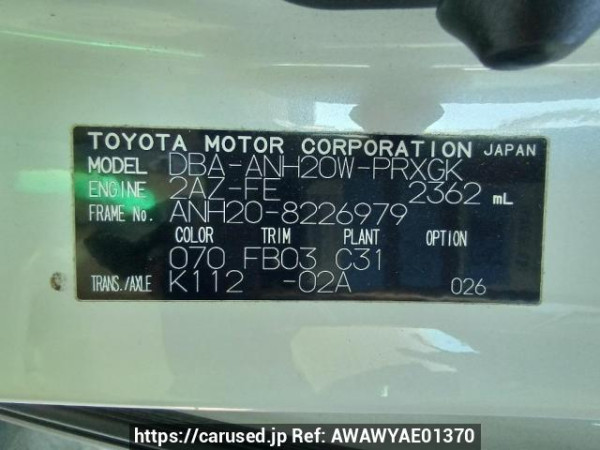 TOYOTA MOTOR CORPORATION JAPAN
MODEL DBA-ANH20W-PRXGK
ENGINE 2AZ-FE 2362 mL
FRAME No. ANH20-8226979
COLOR TRIM PLANT OPTION
070 FB03 C31
TRANS./AXLE K112 -02A 026
https://carused.jp Ref: AWAWYAE01370